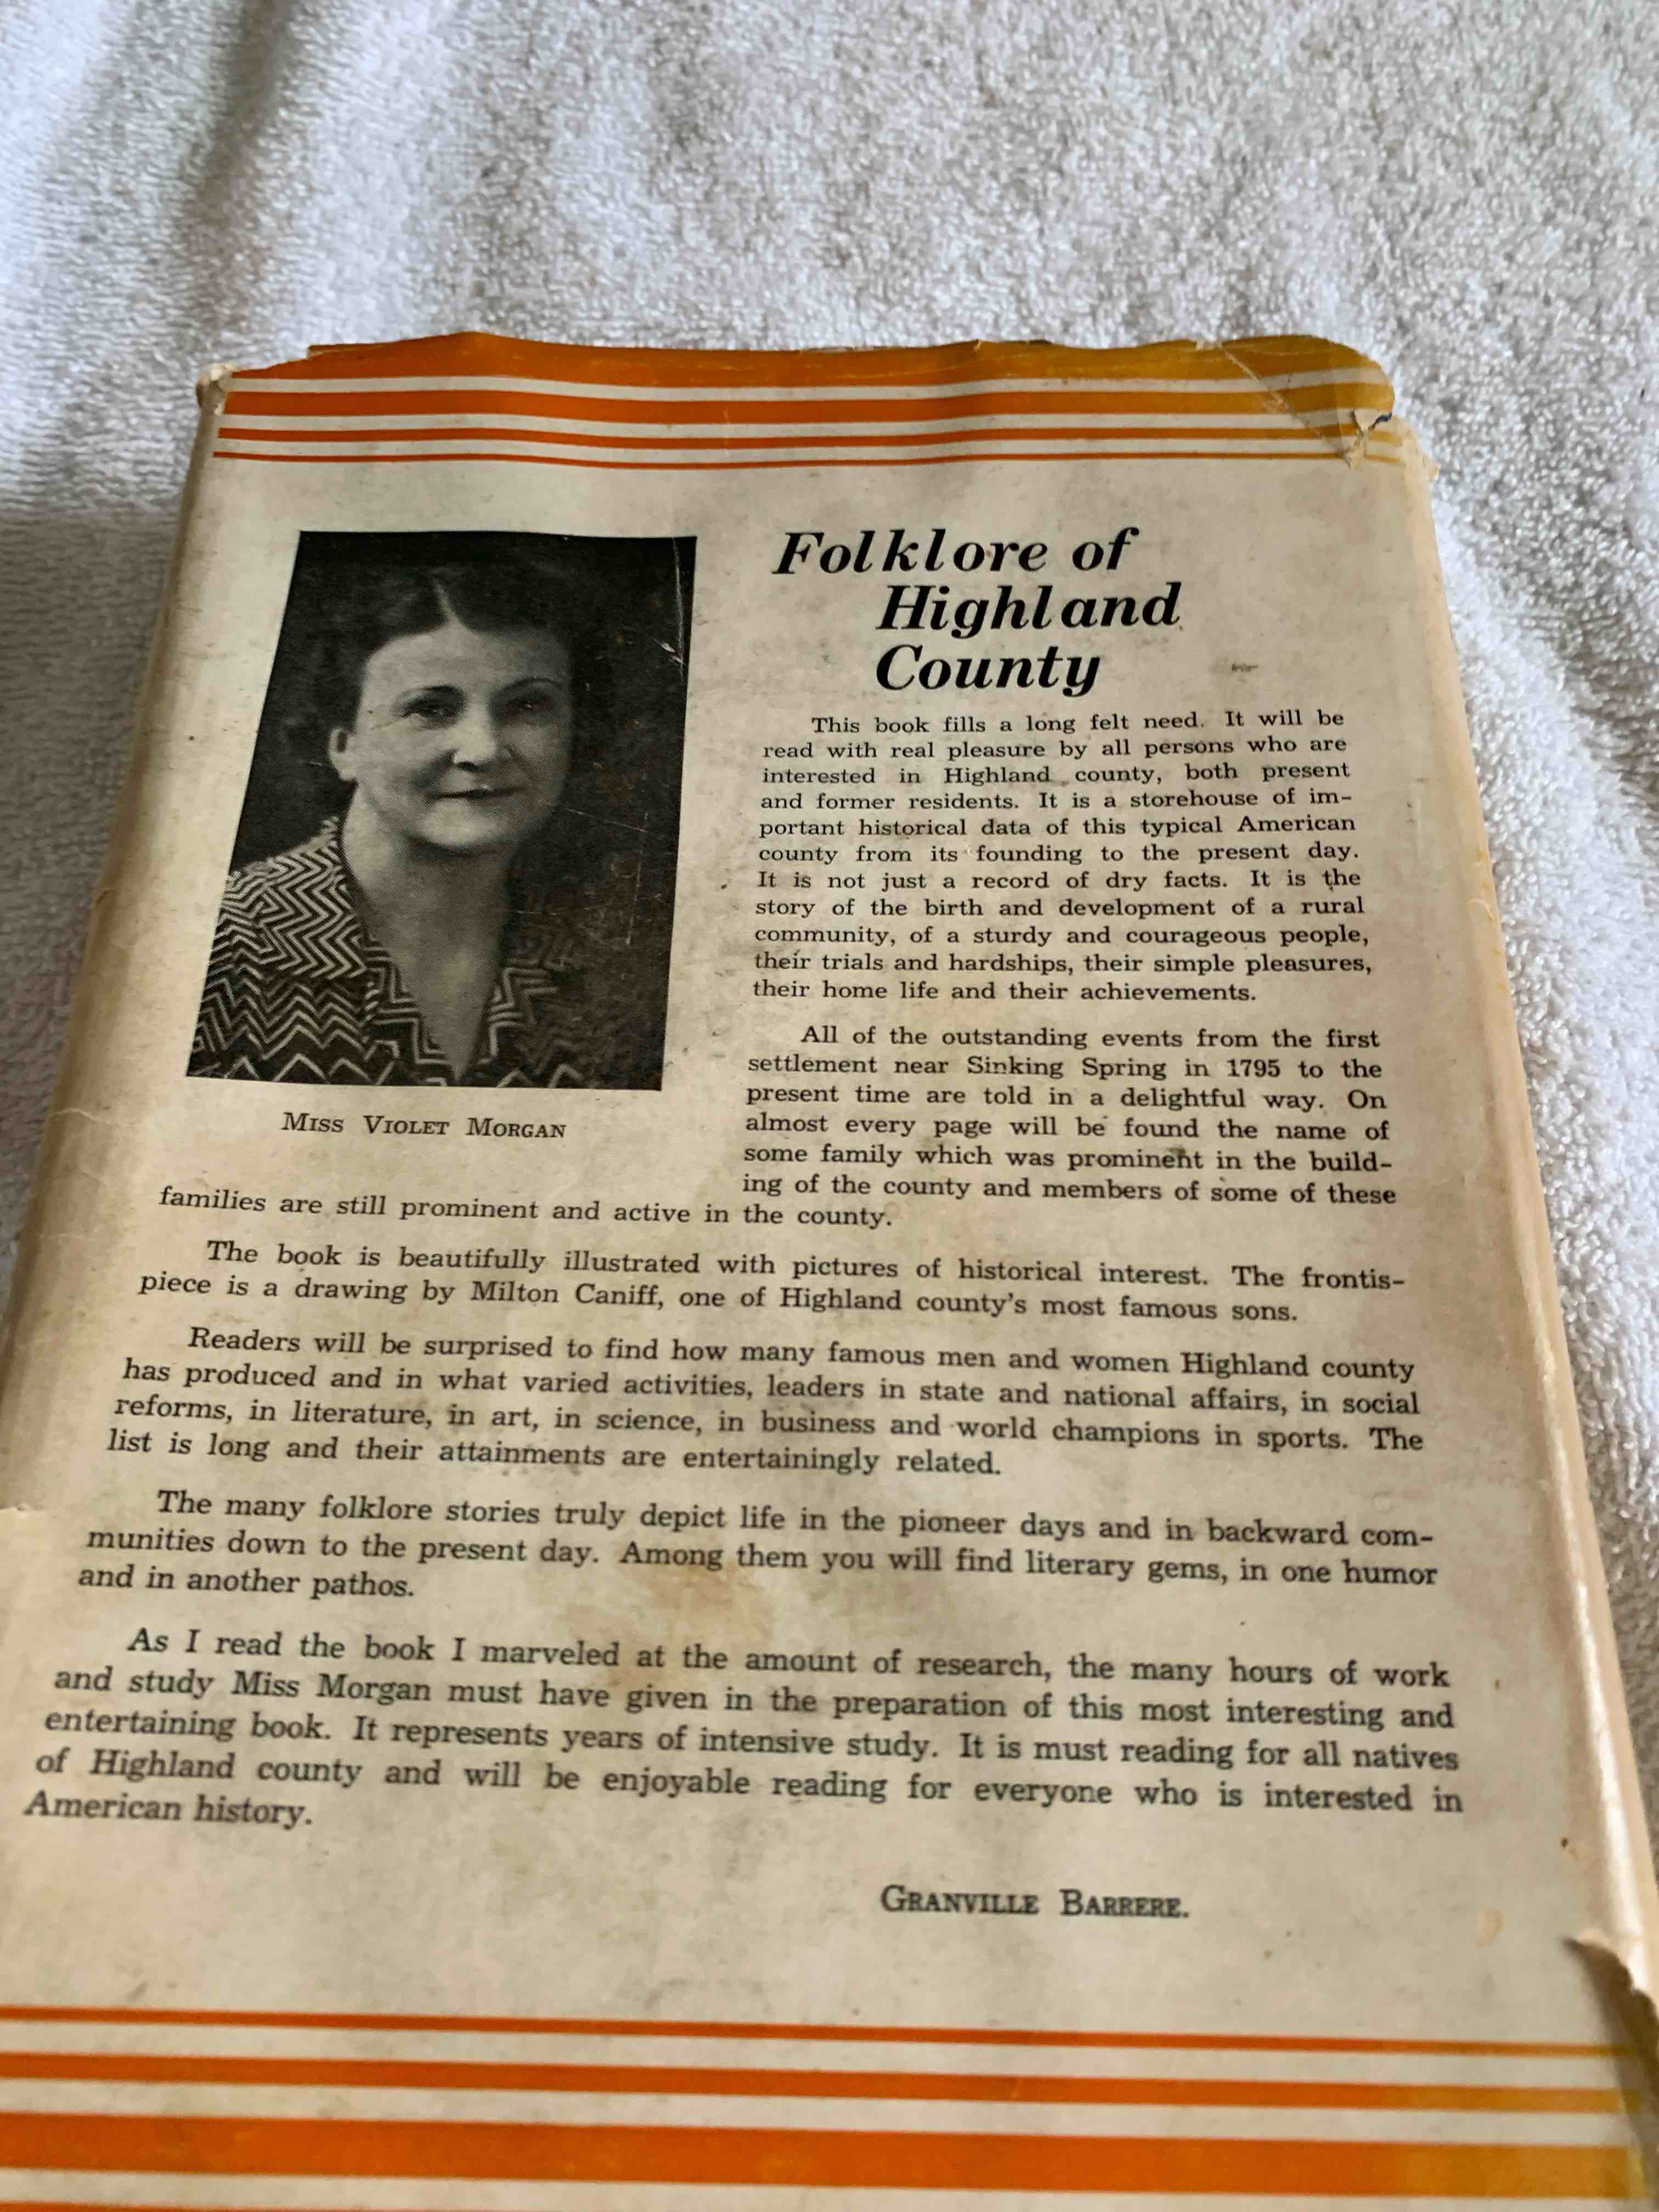 Folklore of
Highland
County
This book fills a long felt need. It will be
read with real pleasure by all persons who are
interested in Highland county, both present
and former residents. It is a storehouse of im-
portant historical data of this typical American
county from its founding to the present day.
It is not just a record of dry facts. It is the
story of the birth and development of a rural
community, of a sturdy and courageous people,
their trials and hardships, their simple pleasures,
their home life and their achievements.
All of the outstanding events from the first
settlement near Sinking Spring in 1795 to the
present time are told in a delightful way. On
almost every page will be found the name of
some family which was prominent in the build-
ing of the county and members of some of these
families are still prominent and active in the county.
Miss Violet Morgan
The book is beautifully illustrated with pictures of historical interest. The frontis-
piece is a drawing by Milton Caniff, one of Highland county's most famous sons.
Readers will be surprised to find how many famous men and women Highland county
has produced and in what varied activities, leaders in state and national affairs, in social
reforms, in literature, in art, in science, in business and world champions in sports. The
list is long and their attainments are entertainingly related.
The many folklore stories truly depict life in the pioneer days and in backward com-
munities down to the present day. Among them you will find literary gems, in one humor
and in another pathos.
As I read the book I marveled at the amount of research, the many hours of work
and study Miss Morgan must have given in the preparation of this most interesting and
entertaining book. It represents years of intensive study. It is must reading for all natives
of Highland county and will be enjoyable reading for everyone who is interested in
American history.
Granville Barrere.